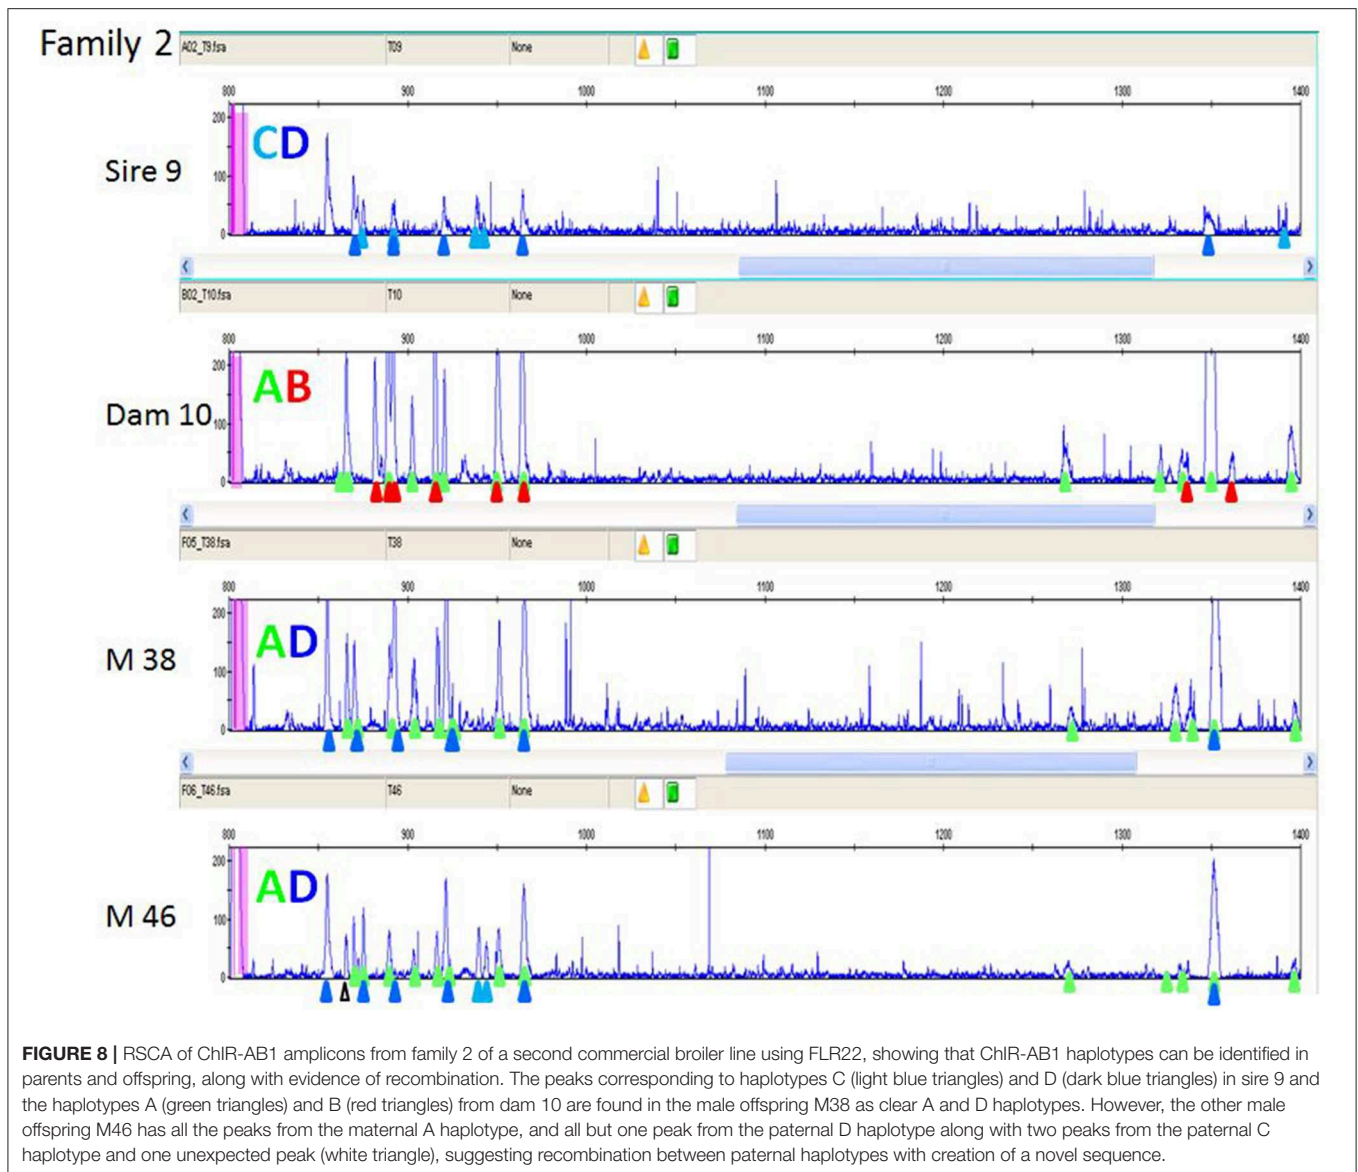 Family 2
A02_T9.fsa T09 None
800 900 1000 1100 1200 1300 1400
200
100
0
CD
Sire 9
B02_T10.fsa T10 None
800 900 1000 1100 1200 1300 1400
200
100
0
AB
Dam 10
F05_T38.fsa T38 None
800 900 1000 1100 1200 1300 1400
200
100
0
AD
M 38
F06_T46.fsa T46 None
800 900 1000 1100 1200 1300 1400
200
100
0
AD
M 46
FIGURE 8 | RSCA of ChIR-AB1 amplicons from family 2 of a second commercial broiler line using FLR22, showing that ChIR-AB1 haplotypes can be identified in
parents and offspring, along with evidence of recombination. The peaks corresponding to haplotypes C (light blue triangles) and D (dark blue triangles) in sire 9 and
the haplotypes A (green triangles) and B (red triangles) from dam 10 are found in the male offspring M38 as clear A and D haplotypes. However, the other male
offspring M46 has all the peaks from the maternal A haplotype, and all but one peak from the paternal D haplotype along with two peaks from the paternal C
haplotype and one unexpected peak (white triangle), suggesting recombination between paternal haplotypes with creation of a novel sequence.